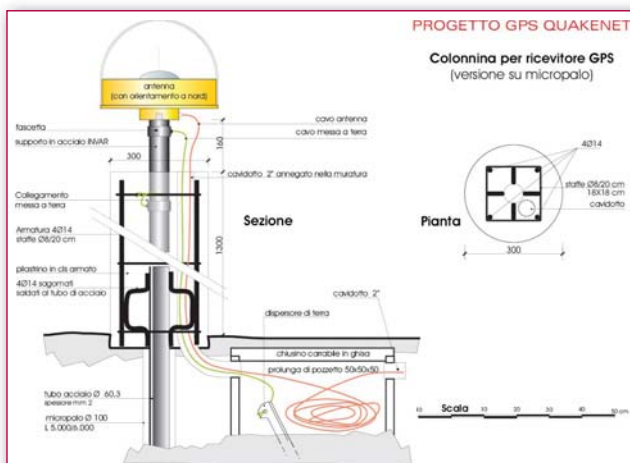 PROGETTO GPS QUAKENET
Colonnina per ricevitore GPS
(versione su micropalo)
antenna
(con orientamento a nord)
fascetta
supporto in acciaio INVAR
cavo antenna
cavo messa a terra
160
300
cavidotto 2" annegato nella muratura
Collegamento
messa a terra
Sezione
Armatura 4Ø14
staffe Ø8/20 cm
1300
pilastrino in cls armato
4Ø14 sagomati
saldati al tubo di acciaio
4Ø14
staffe Ø8/20 cm
18X18 cm
cavidotto
Pianta
300
cavidotto 2"
dispersore di terra
chiusino carrabile in ghisa
prolunga di pozzetto 50x50x50
tubo acciaio Ø 60,3
spessore mm 2
micropalo Ø 100
L 5.000/6.000
Scala
10 0 10 20 30 40 50 cm